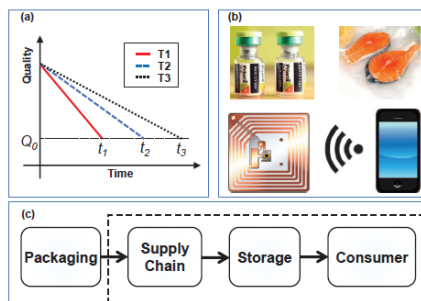 (a)
Quality
T1
T2
T3
Q0
t1
t2
t3
Time
(b)
(c)
Packaging
Supply
Chain
Storage
Consumer